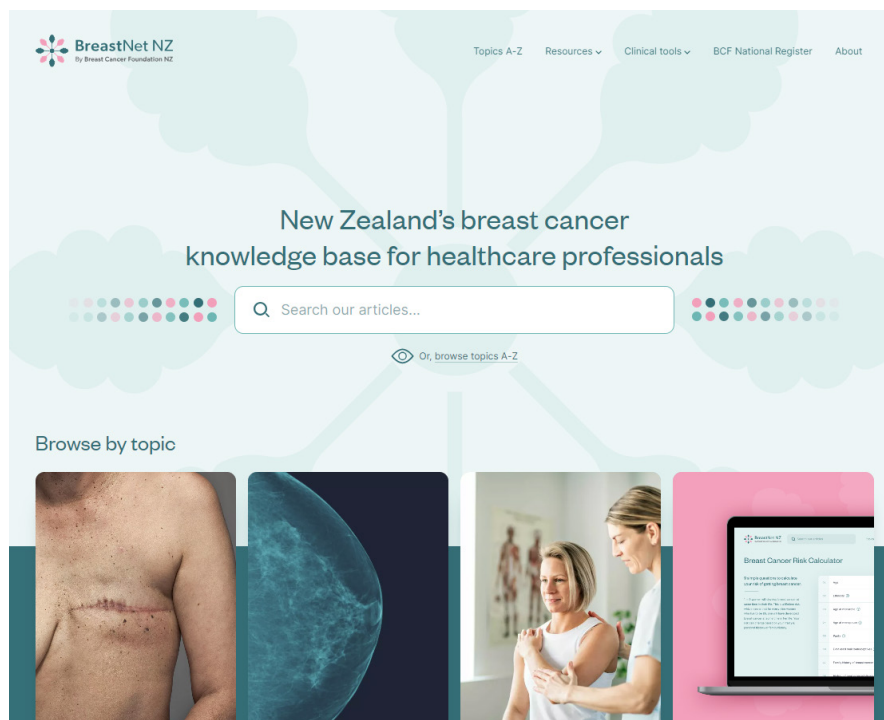 BreastNet NZ
By Breast Cancer Foundation NZ
Topics A-Z
Resources
Clinical tools
BCF National Register
About
New Zealand's breast cancer
knowledge base for healthcare professionals
Search our articles...
Or, browse topics A-Z
Browse by topic
BreastNet NZ
Breast Cancer Risk Calculator